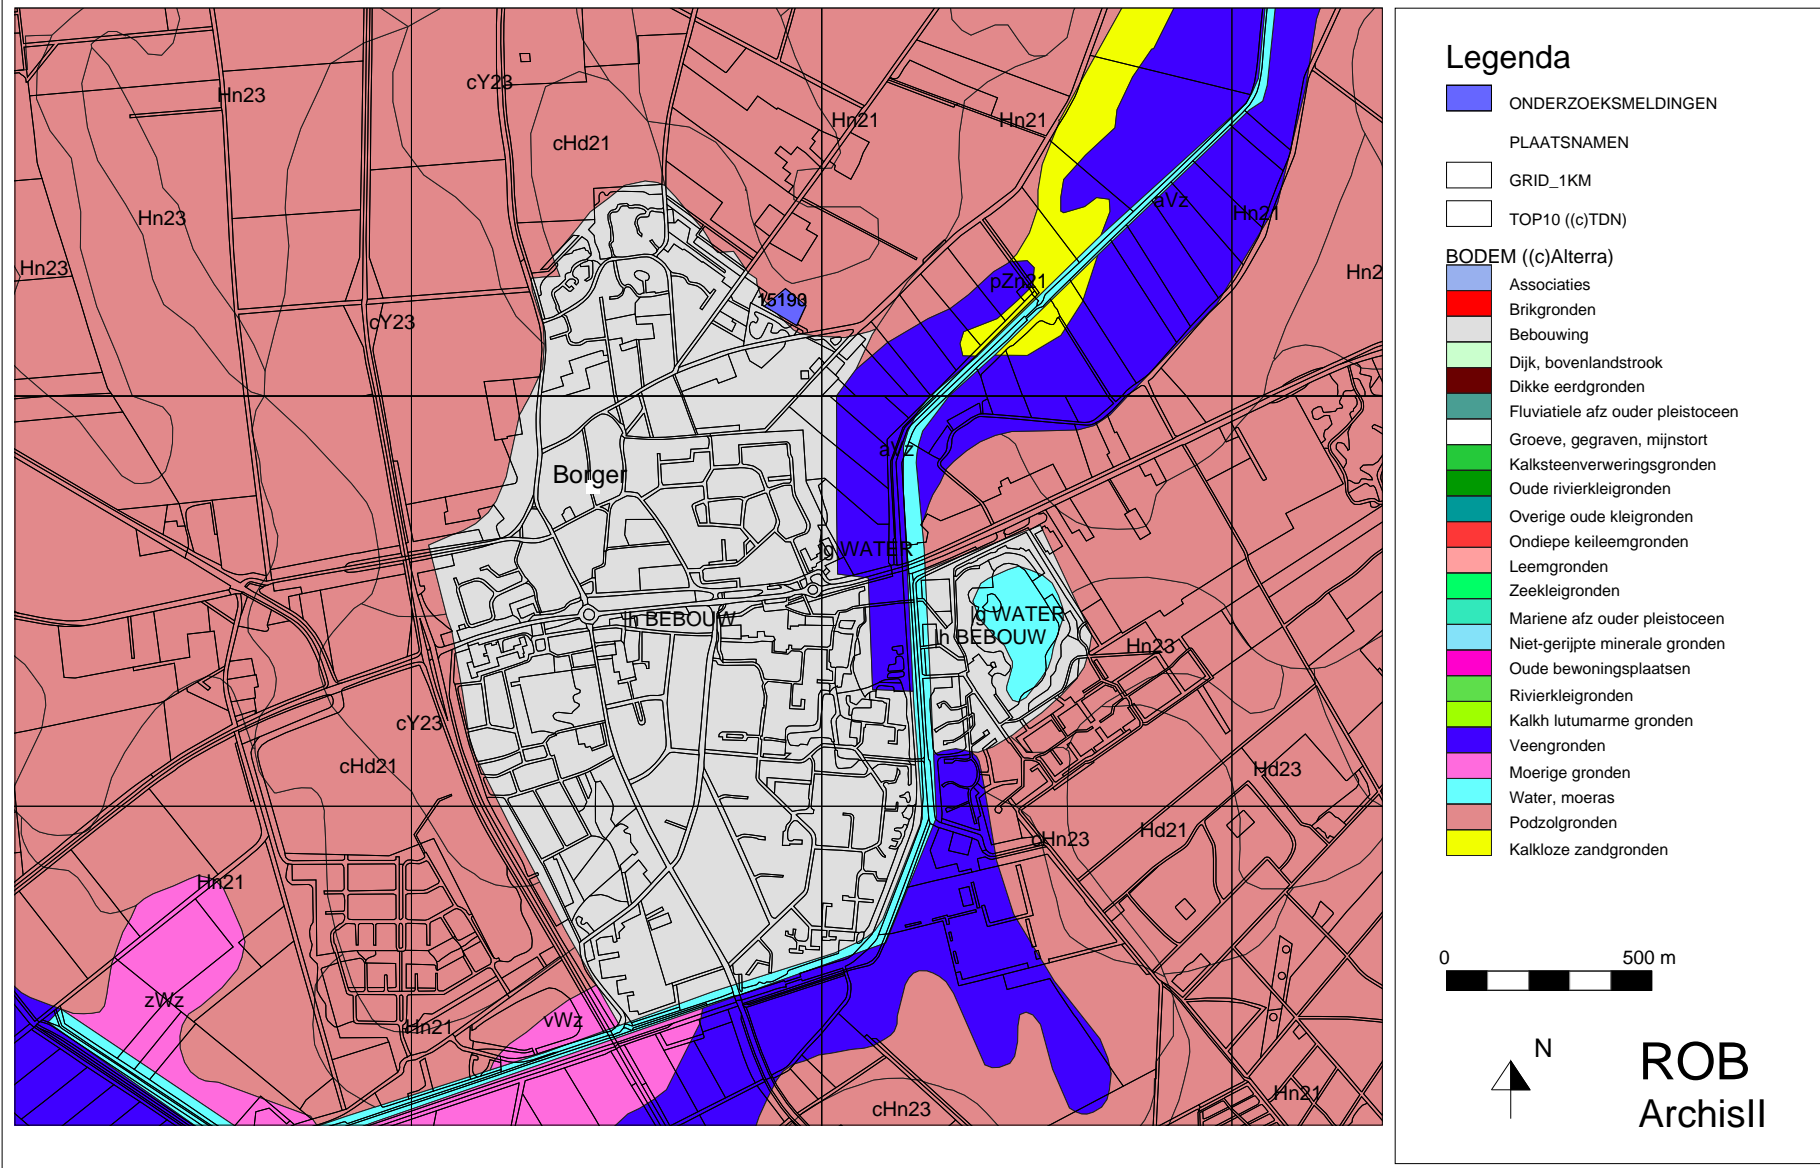 cY23
Hn23
Hn21
Hn21
cHd21
aVz
Hn23
Hn21
Hn23
Hn2
pZn21
15190
cY23
aVz
Borger
g WATER
g WATER
lh BEBOUW
lh BEBOUW
Hn23
cY23
cHd21
Hd23
Hd21
cHn23
Hn21
zWz
vWz
Hn21
Hn21
cHn23
Legenda
ONDERZOEKSMELDINGEN
PLAATSNAMEN
GRID_1KM
TOP10 ((c)TDN)
BODEM ((c)Alterra)
Associaties
Brikgronden
Bebouwing
Dijk, bovenlandstrook
Dikke eerdgronden
Fluviatiele afz ouder pleistoceen
Groeve, gegraven, mijnstort
Kalksteenverweringsgronden
Oude rivierkleigronden
Overige oude kleigronden
Ondiepe keileemgronden
Leemgronden
Zeekleigronden
Mariene afz ouder pleistoceen
Niet-gerijpte minerale gronden
Oude bewoningsplaatsen
Rivierkleigronden
Kalkh lutumarme gronden
Veengronden
Moerige gronden
Water, moeras
Podzolgronden
Kalkloze zandgronden
0 500 m
N
ROB
ArchisII